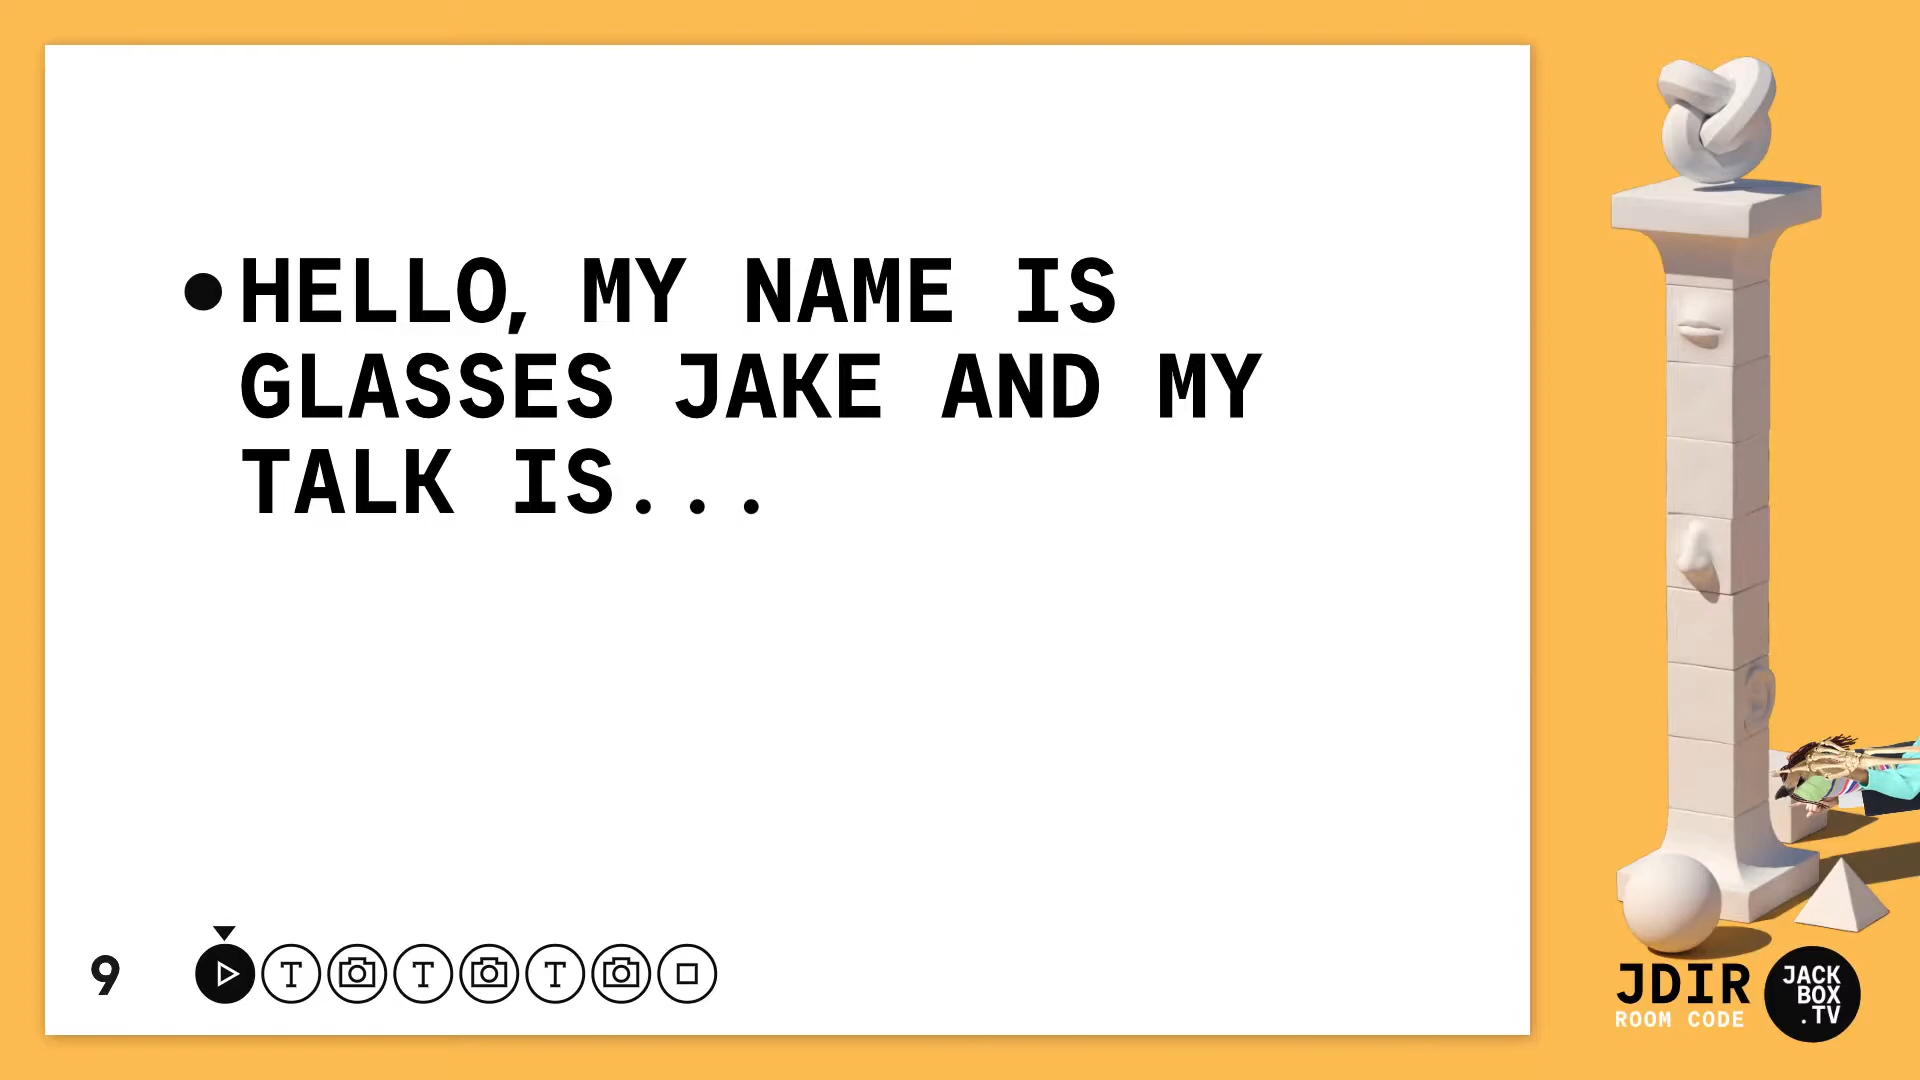 ●HELLO, MY NAME IS
GLASSES JAKE AND MY
TALK IS...
9
T T T
JDIR
ROOM CODE
JACK
BOX
.TV